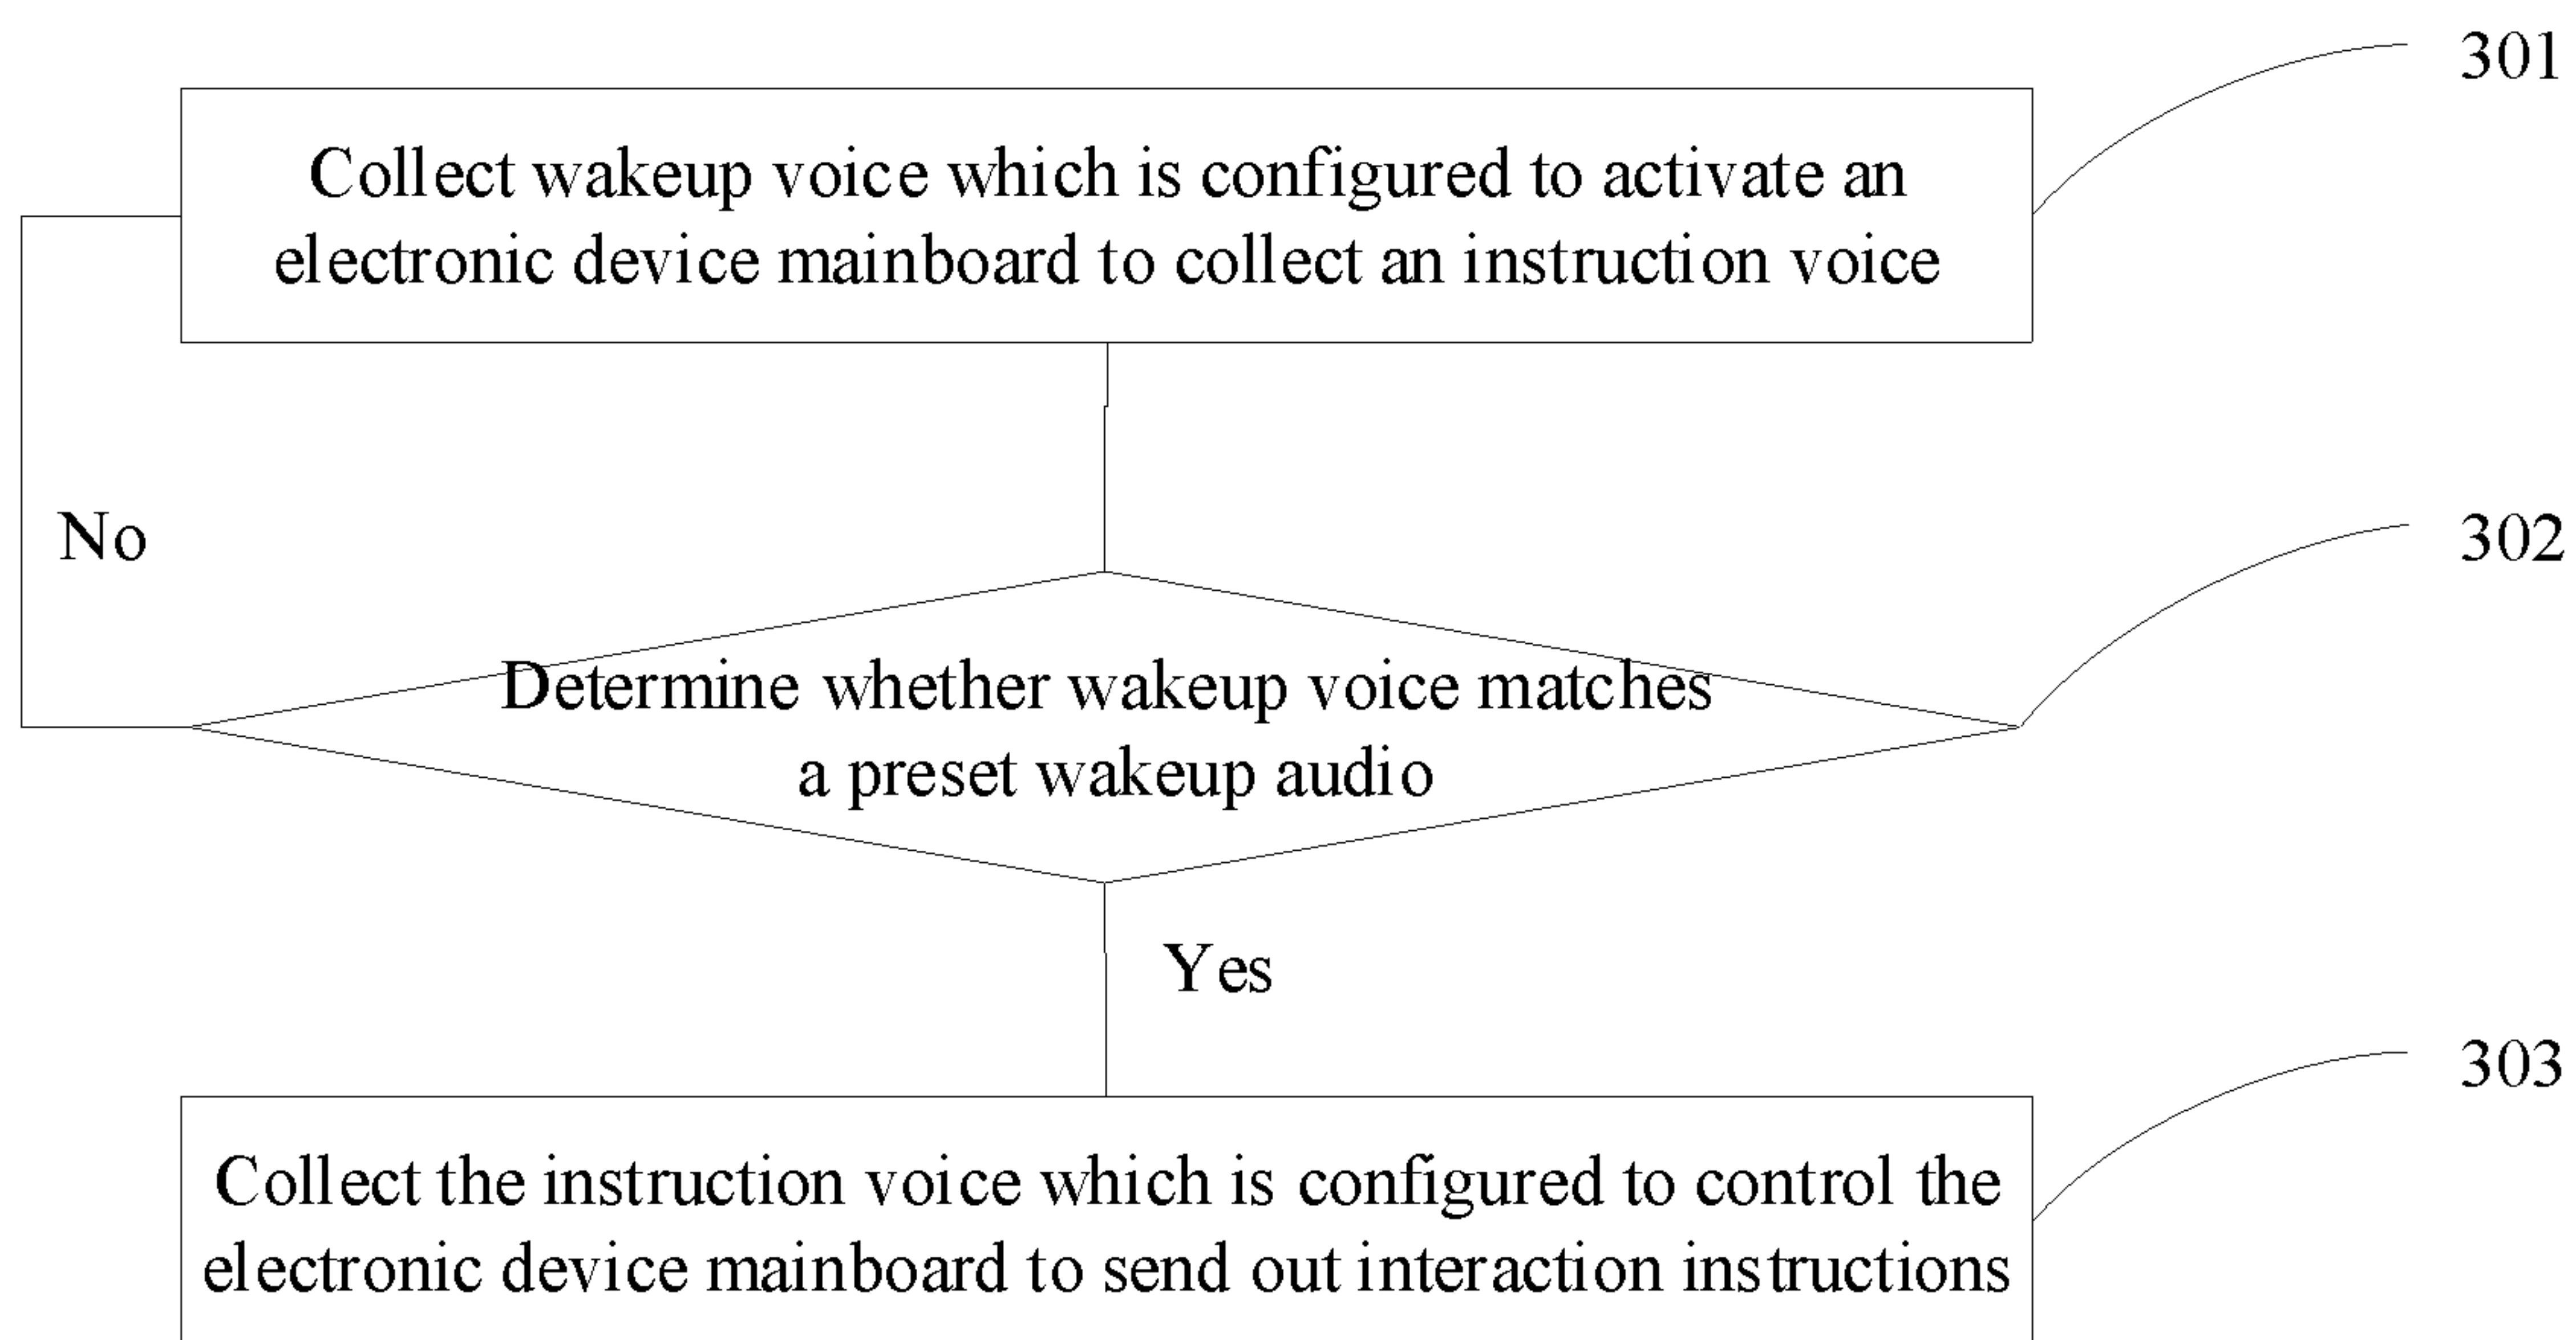 301
Collect wakeup voice which is configured to activate an
electronic device mainboard to collect an instruction voice
No
302
Determine whether wakeup voice matches
a preset wakeup audio
Yes
303
Collect the instruction voice which is configured to control the
electronic device mainboard to send out interaction instructions